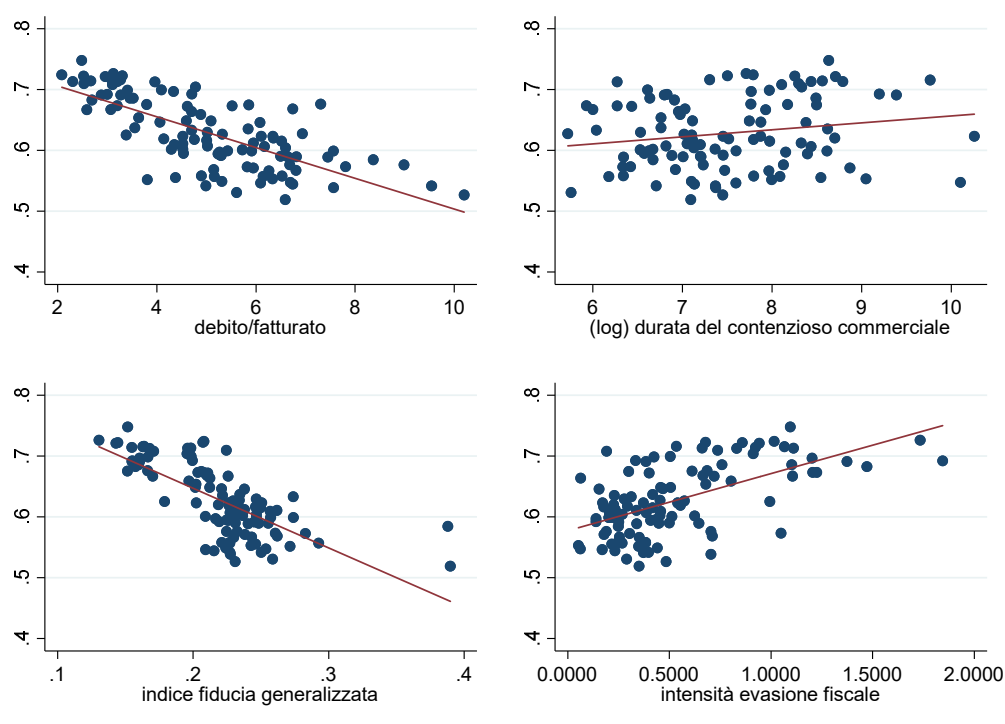 .8
.7
.6
.5
.4
2 4 6 8 10
debito/fatturato
.8
.7
.6
.5
.4
6 7 8 9 10
(log) durata del contenzioso commerciale
.8
.7
.6
.5
.4
.1 .2 .3 .4
indice fiducia generalizzata
.8
.7
.6
.5
.4
0.0000 0.5000 1.0000 1.5000 2.0000
intensità evasione fiscale